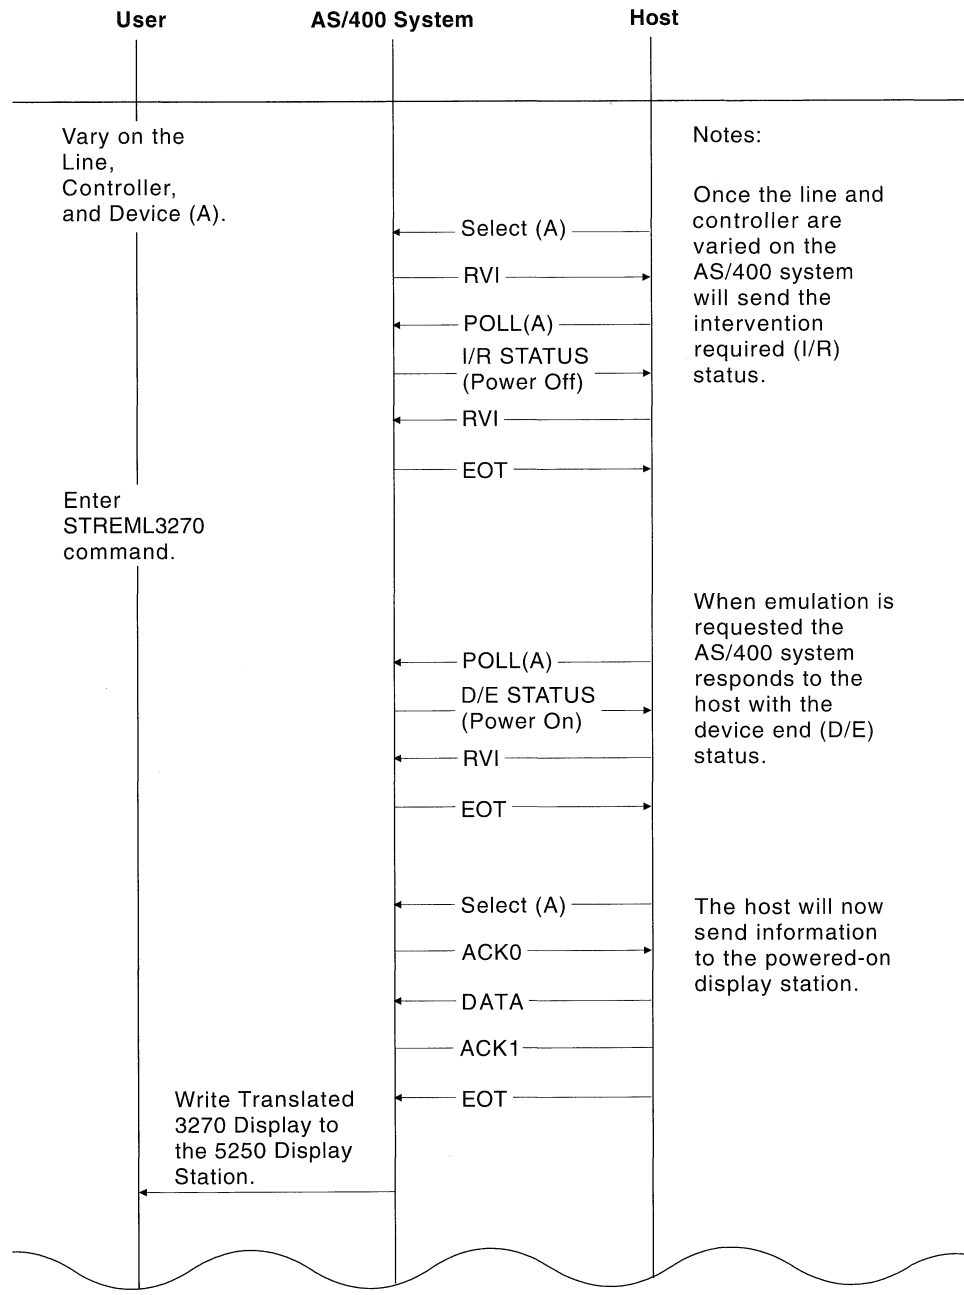 User
AS/400 System
Host
Vary on the
Line,
Controller,
and Device (A).
Notes:
Once the line and
controller are
varied on the
AS/400 system
will send the
intervention
required (I/R)
status.
Select (A)
RVI
POLL(A)
I/R STATUS
(Power Off)
RVI
EOT
Enter
STREML3270
command.
When emulation is
requested the
AS/400 system
responds to the
host with the
device end (D/E)
status.
POLL(A)
D/E STATUS
(Power On)
RVI
EOT
Select (A)
ACK0
DATA
ACK1
EOT
The host will now
send information
to the powered-on
display station.
Write Translated
3270 Display to
the 5250 Display
Station.